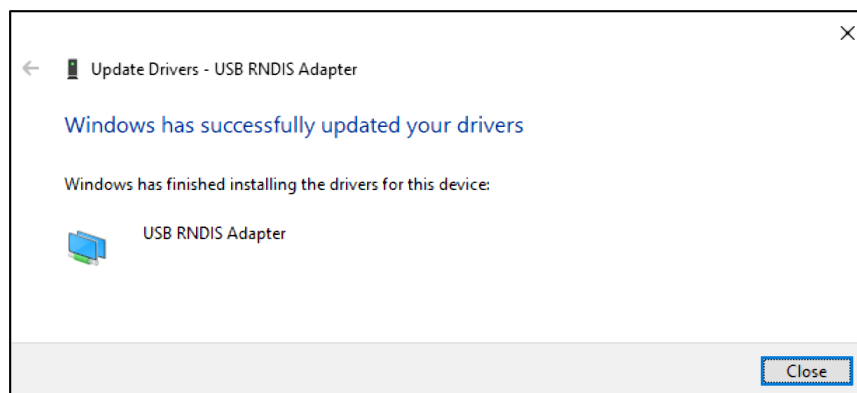 Update Drivers - USB RNDIS Adapter
Windows has successfully updated your drivers
Windows has finished installing the drivers for this device:
USB RNDIS Adapter
Close